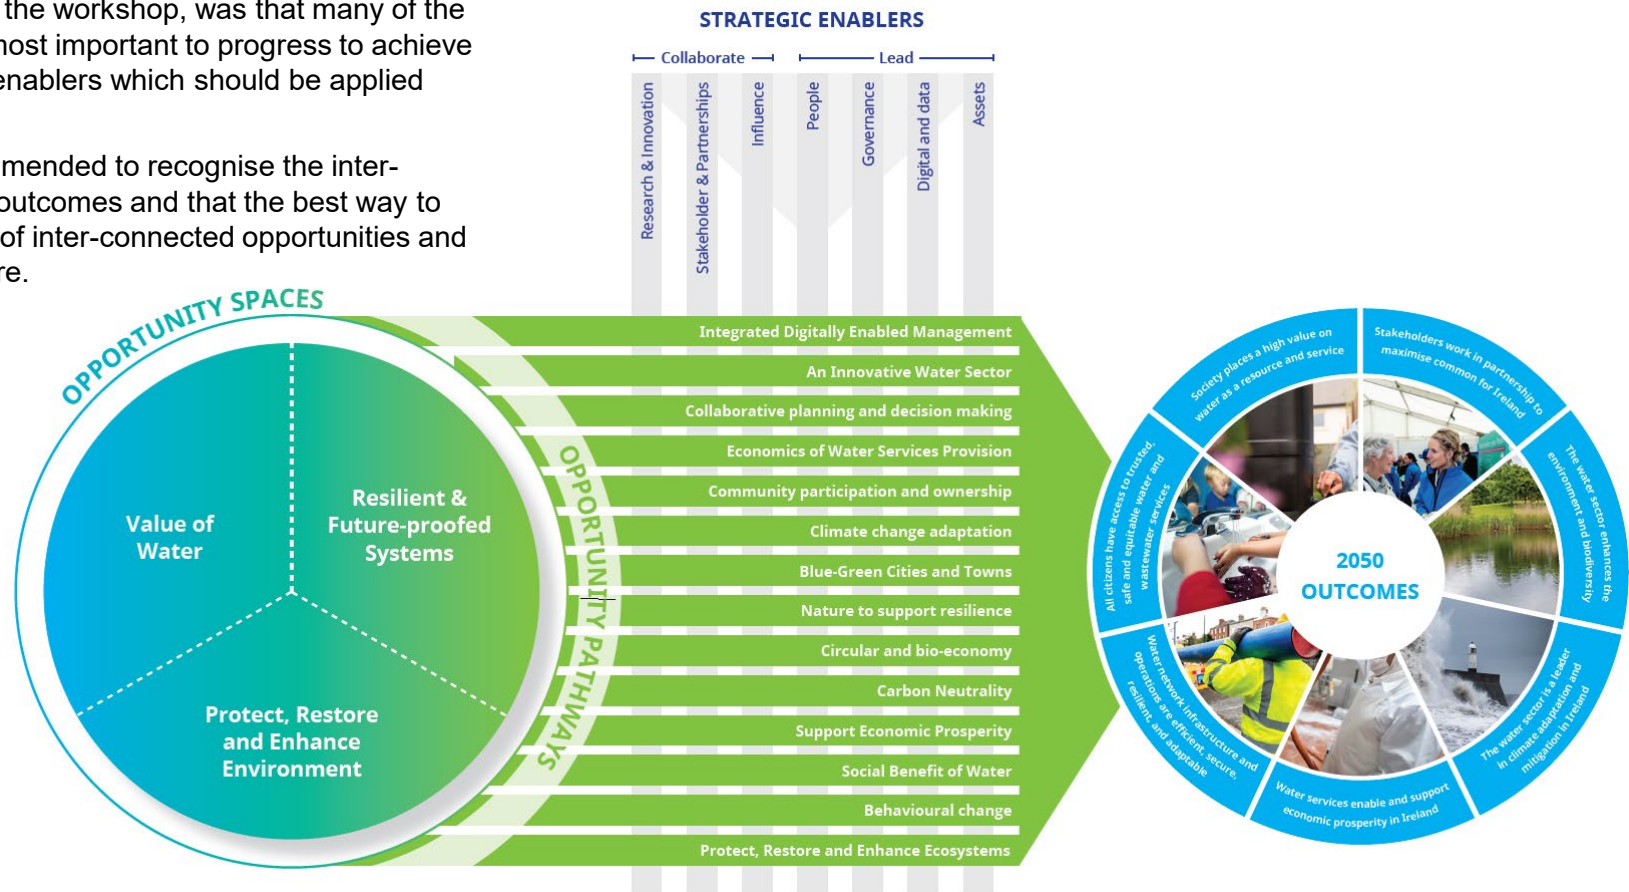 the workshop, was that many of the
most important to progress to achieve
enablers which should be applied
mended to recognise the inter-
outcomes and that the best way to
of inter-connected opportunities and
re.
STRATEGIC ENABLERS
Collaborate
Lead
Research & Innovation
Stakeholder & Partnerships
Influence
People
Governance
Digital and data
Assets
OPPORTUNITY SPACES
Value of
Water
Resilient &
Future-proofed
Systems
Protect, Restore
and Enhance
Environment
OPPORTUNITY PATHWAYS
Integrated Digitally Enabled Management
An Innovative Water Sector
Collaborative planning and decision making
Economics of Water Services Provision
Community participation and ownership
Climate change adaptation
Blue-Green Cities and Towns
Nature to support resilience
Circular and bio-economy
Carbon Neutrality
Support Economic Prosperity
Social Benefit of Water
Behavioural change
Protect, Restore and Enhance Ecosystems
2050
OUTCOMES
Society places a high value on
water as a resource and service
Stakeholders work in partnership to
maximise common for Ireland
The water sector enhances the
environment and biodiversity
The water sector is a leader
in climate adaptation and
mitigation in Ireland
Water services enable and support
economic prosperity in Ireland
Water network infrastructure and
operations are efficient, secure,
resilient, and adaptable
All citizens have access to trusted,
safe and equitable water and
wastewater services